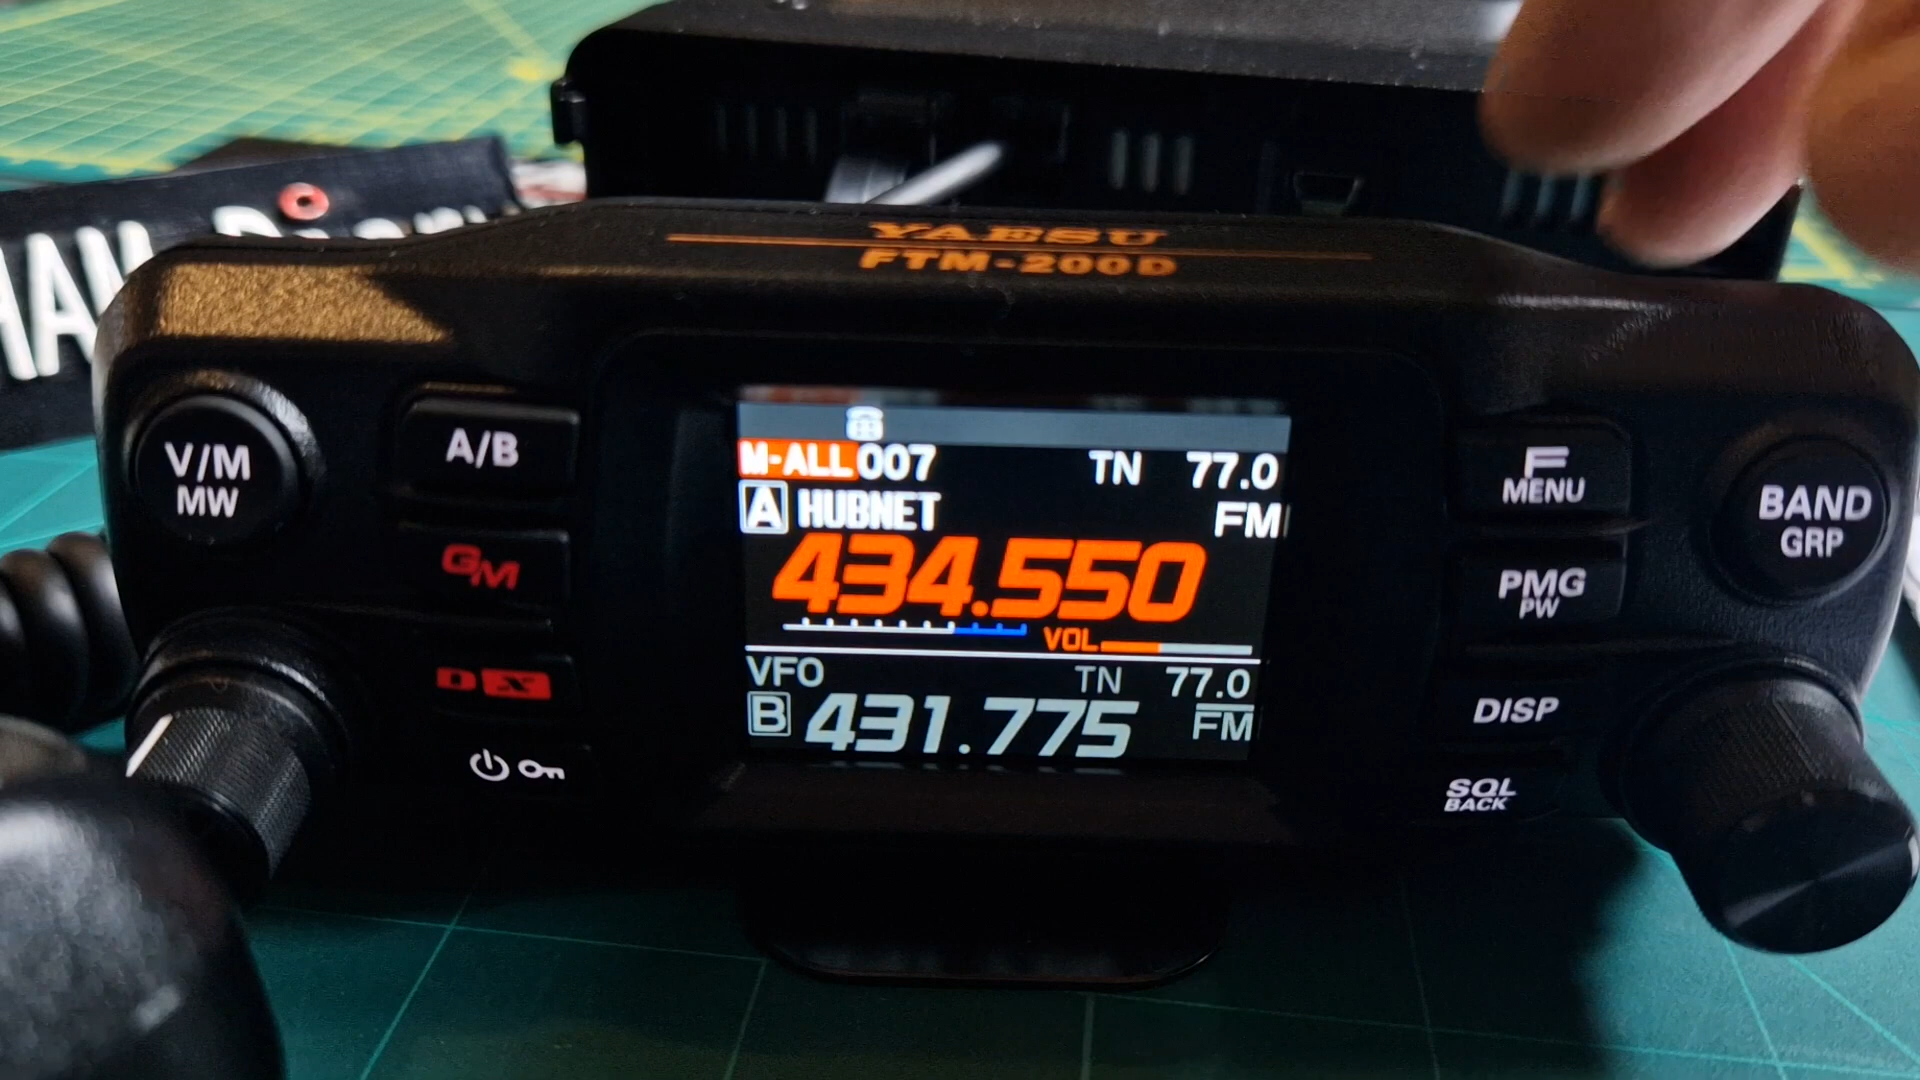 YAESU
FTM-200D
V/M
MW
A/B
GM
DX
M-ALL 007 TN 77.0
A HUBNET FM
434.550
VOL
VFO TN 77.0
B 431.775 FM
F
MENU
BAND
GRP
PMG
PW
DISP
SQL
BACK